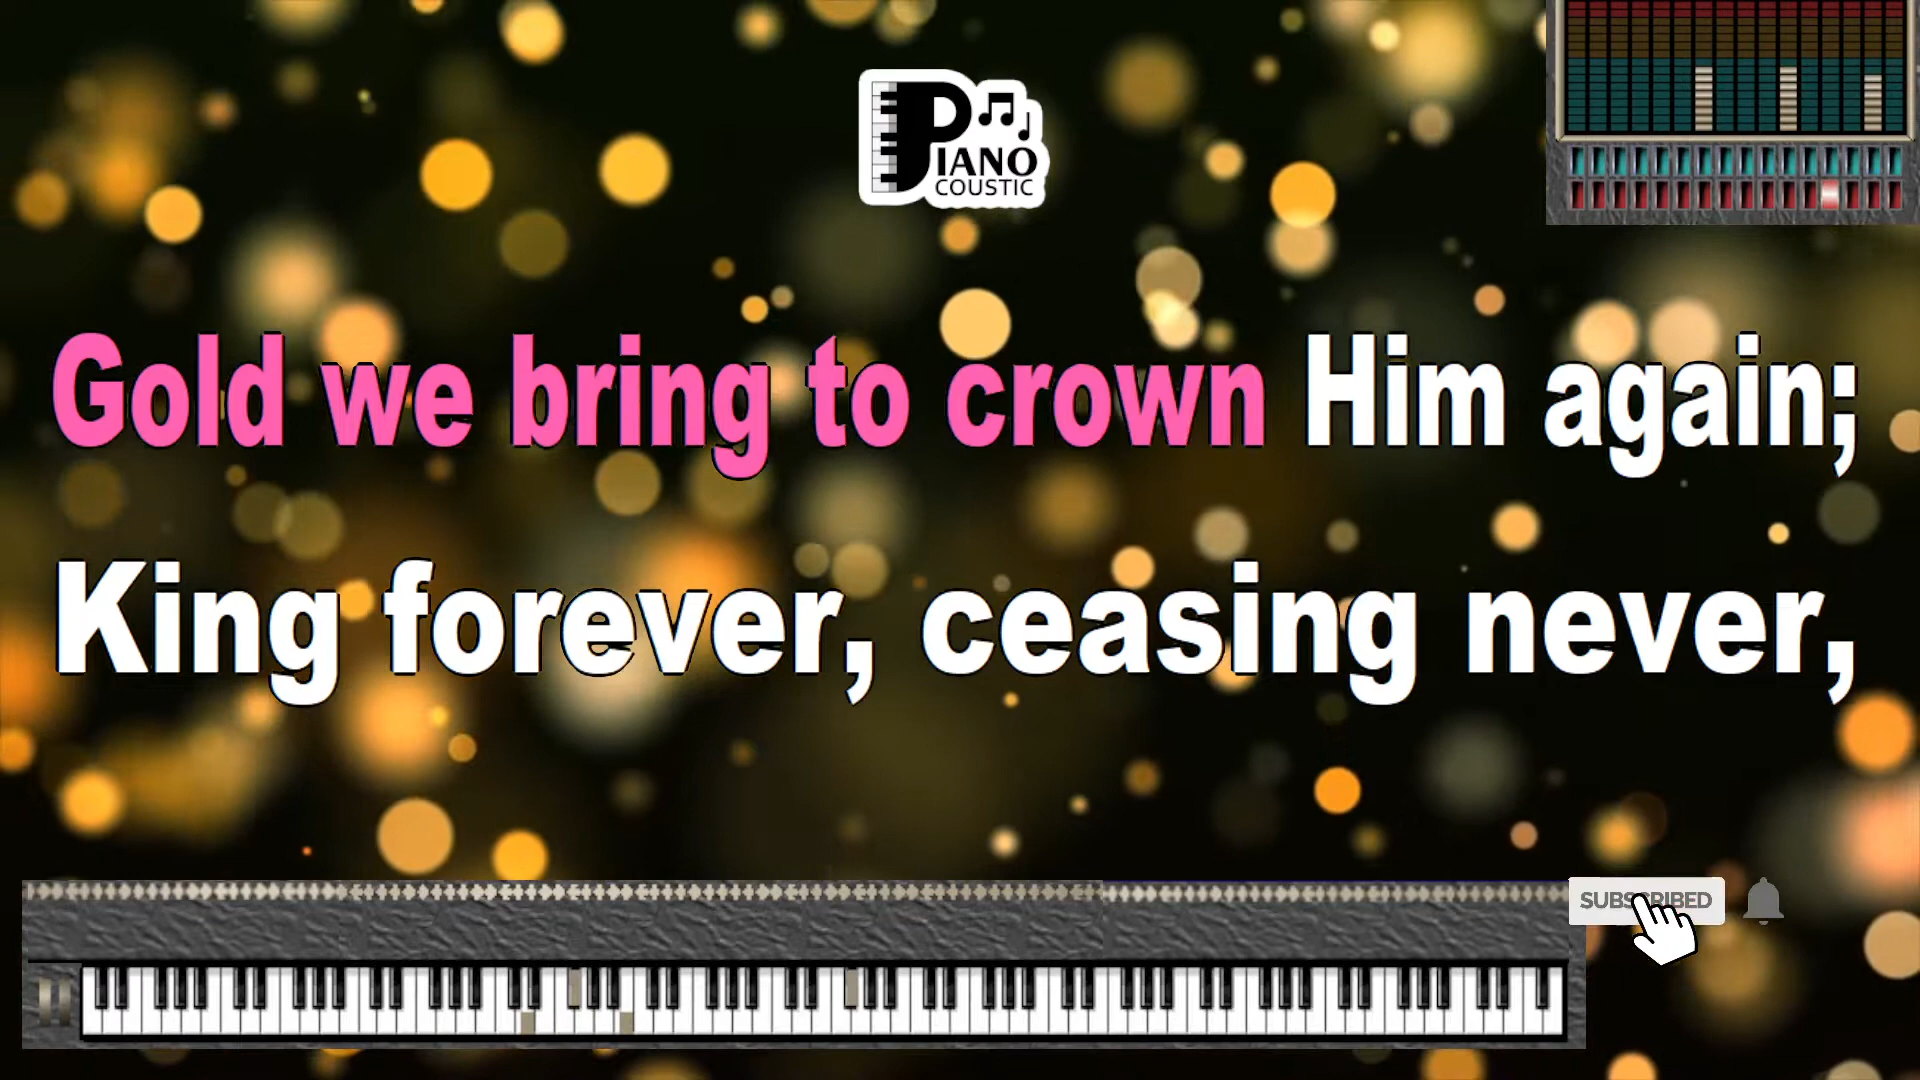 PIANO
COUSTIC
Gold we bring to crown Him again;
King forever, ceasing never,
SUBSCRIBED